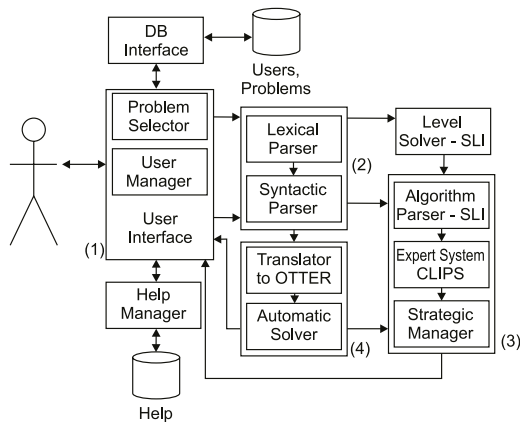 DB
Interface
Users,
Problems
Problem
Selector
User
Manager
User
Interface
(1)
Help
Manager
Help
Lexical
Parser
(2)
Syntactic
Parser
Translator
to OTTER
Automatic
Solver
(4)
Level
Solver - SLI
Algorithm
Parser - SLI
Expert System
CLIPS
Strategic
Manager
(3)